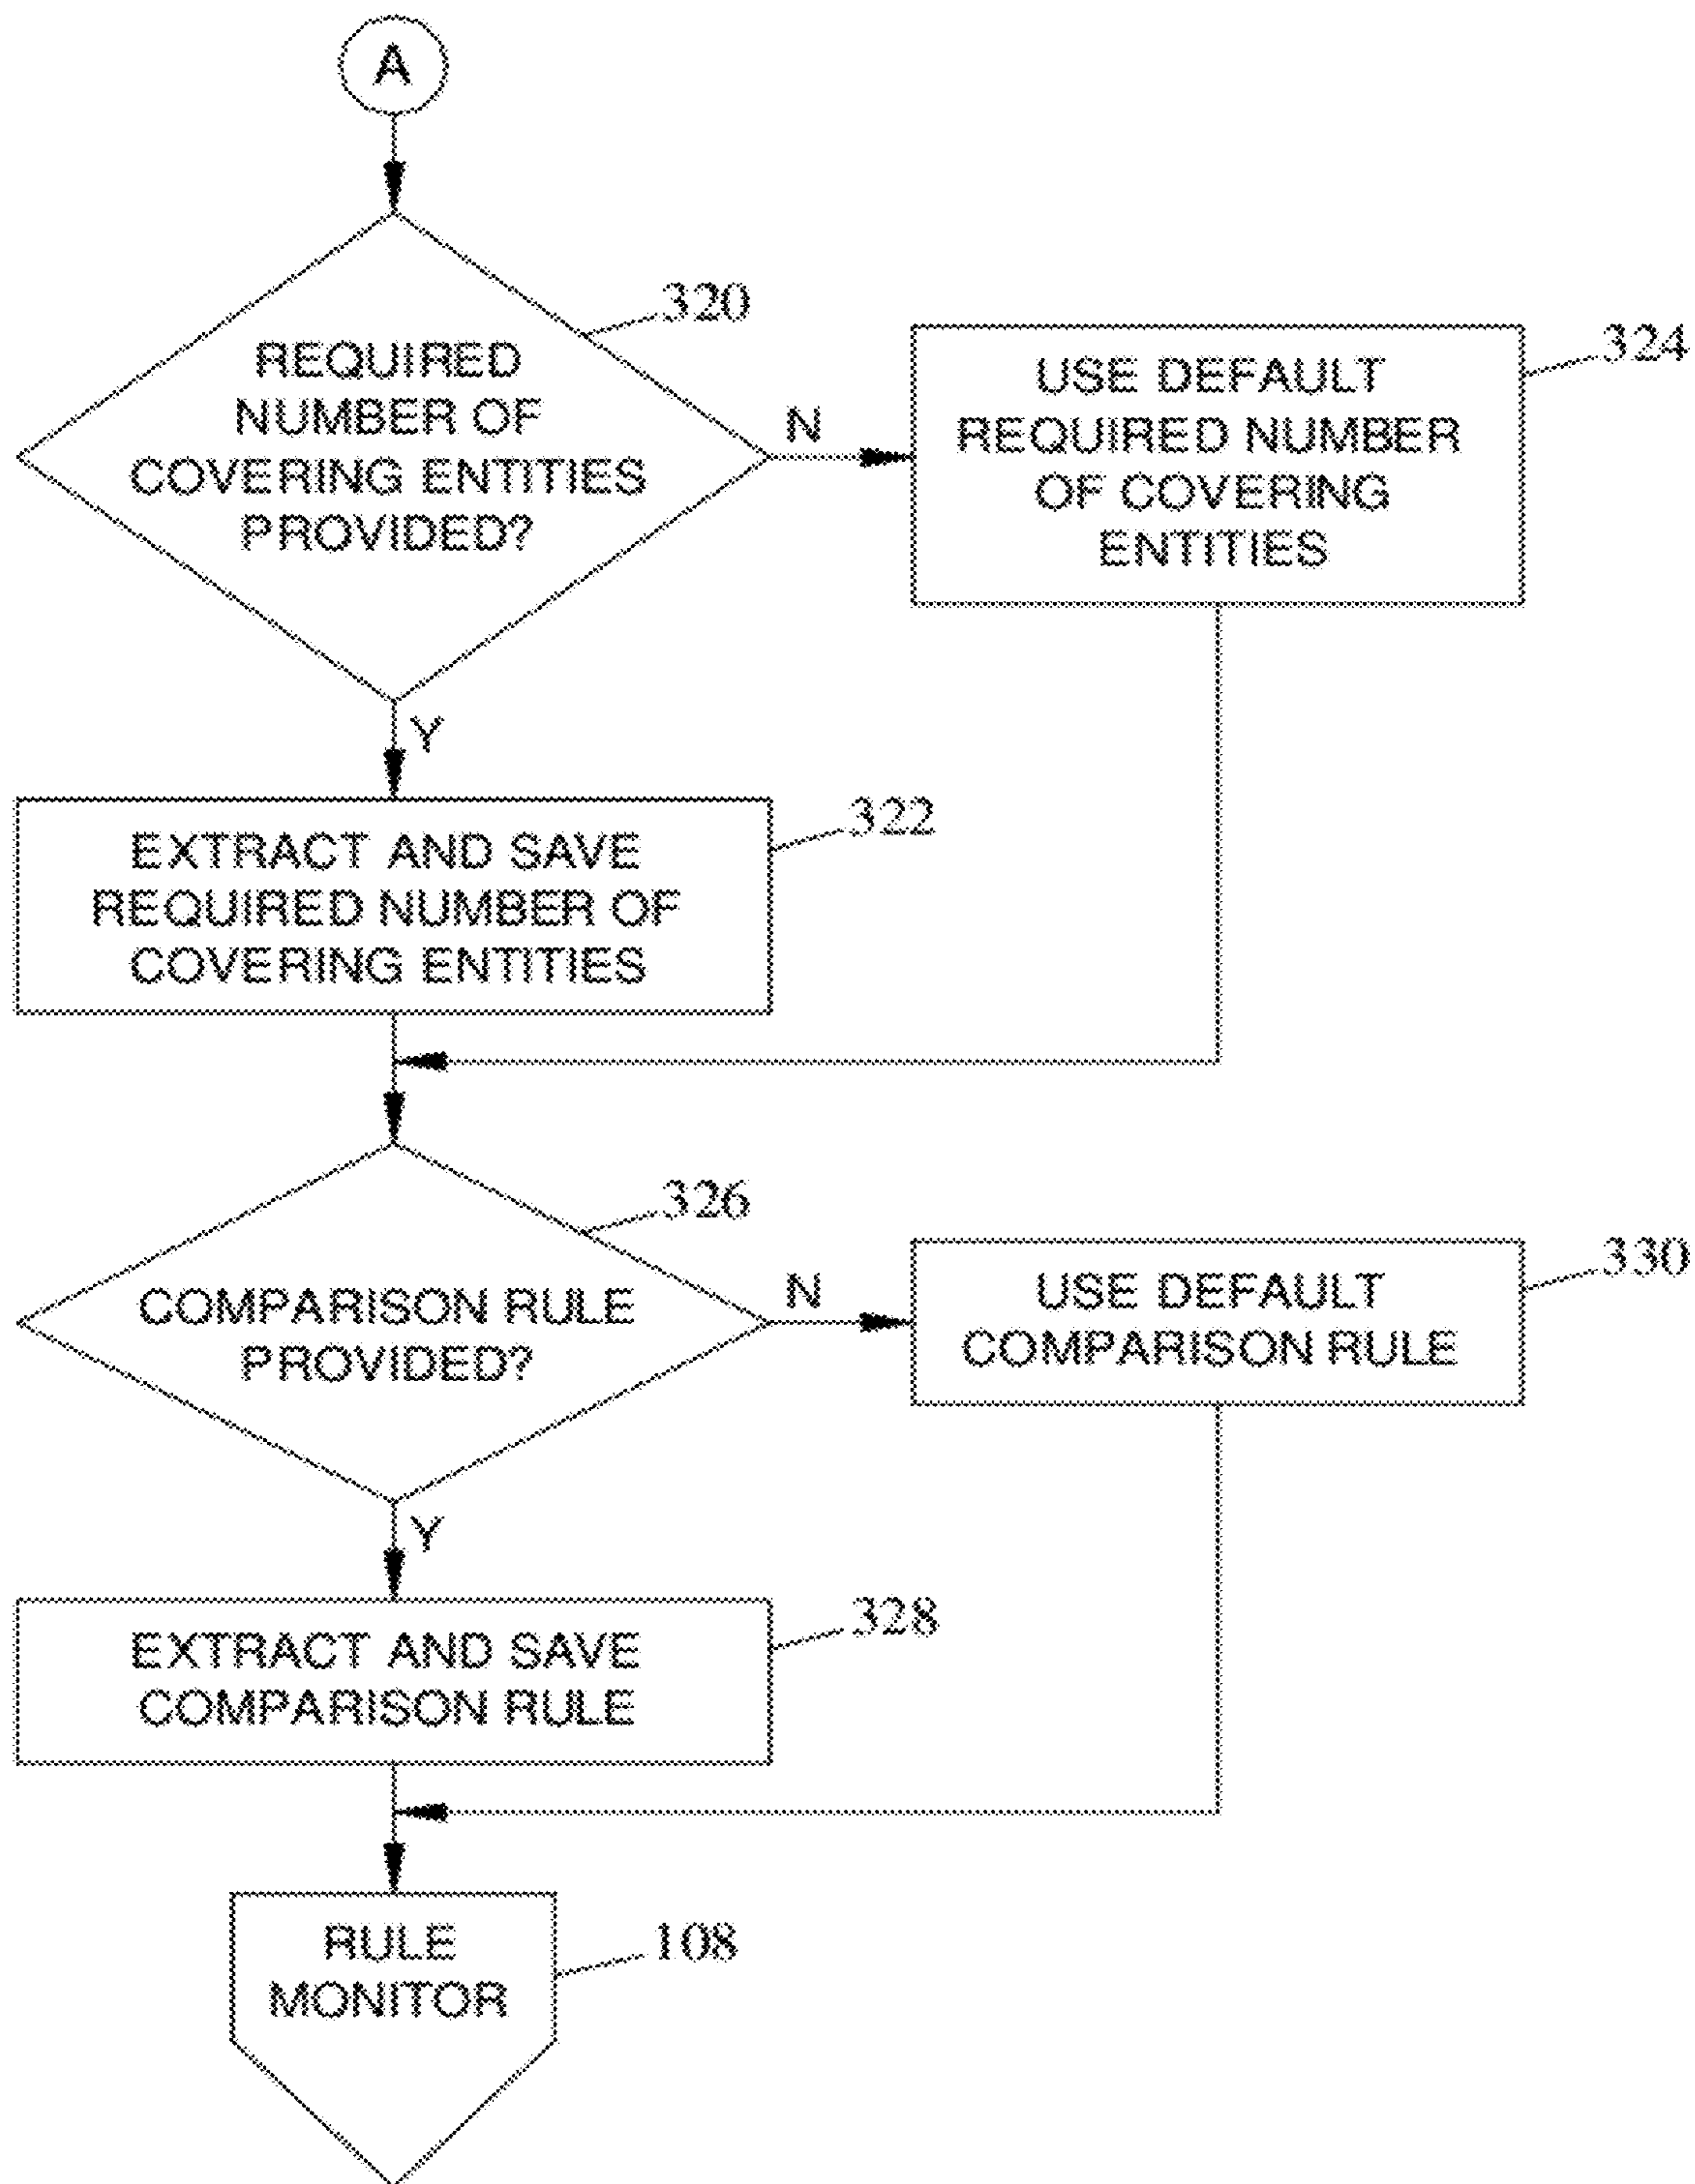 A
320
REQUIRED
NUMBER OF
COVERING ENTITIES
PROVIDED?
N
324
USE DEFAULT
REQUIRED NUMBER
OF COVERING
ENTITIES
Y
322
EXTRACT AND SAVE
REQUIRED NUMBER OF
COVERING ENTITIES
326
COMPARISON RULE
PROVIDED?
N
330
USE DEFAULT
COMPARISON RULE
Y
328
EXTRACT AND SAVE
COMPARISON RULE
RULE
MONITOR
108